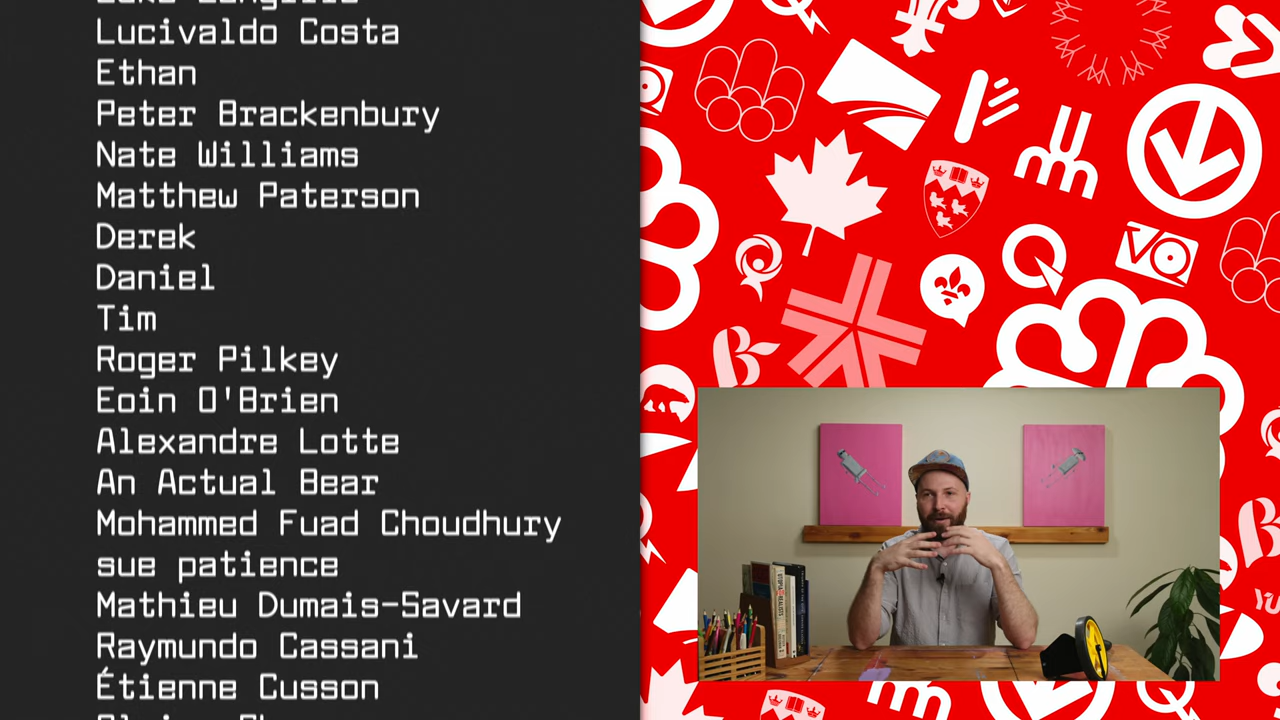 Lucivaldo Costa
Ethan
Peter Brackenbury
Nate Williams
Matthew Paterson
Derek
Daniel
Tim
Roger Pilkey
Eoin O'Brien
Alexandre Lotte
An Actual Bear
Mohammed Fuad Choudhury
sue patience
Mathieu Dumais-Savard
Raymundo Cassani
Étienne Cusson
VO